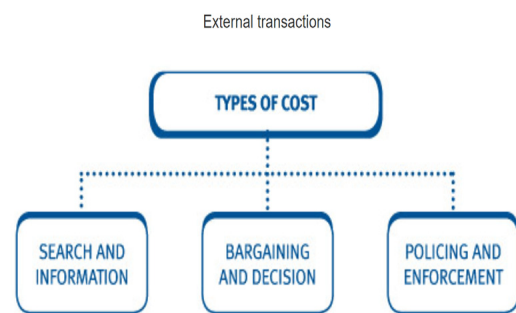 External transactions
TYPES OF COST
SEARCH AND
INFORMATION
BARGAINING
AND DECISION
POLICING AND
ENFORCEMENT